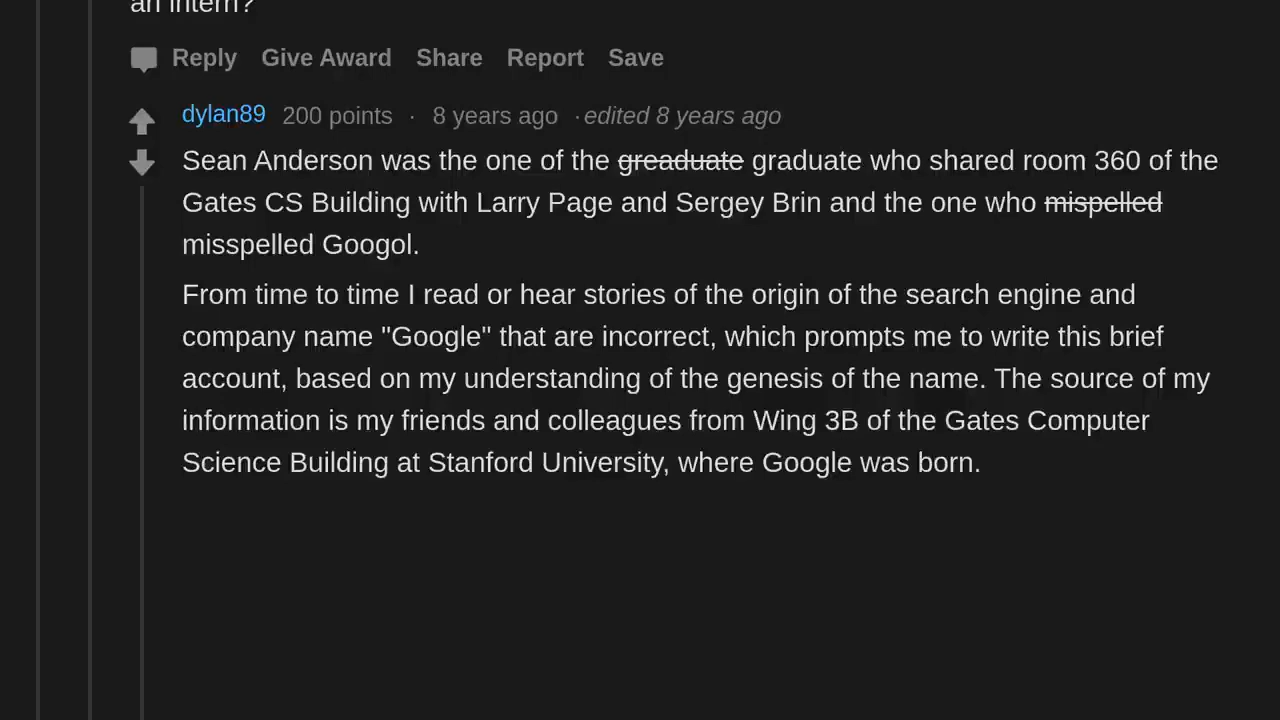 an intern?
Reply Give Award Share Report Save
dylan89 200 points · 8 years ago · edited 8 years ago
Sean Anderson was the one of the greaduate graduate who shared room 360 of the
Gates CS Building with Larry Page and Sergey Brin and the one who mispelled
misspelled Googol.
From time to time I read or hear stories of the origin of the search engine and
company name "Google" that are incorrect, which prompts me to write this brief
account, based on my understanding of the genesis of the name. The source of my
information is my friends and colleagues from Wing 3B of the Gates Computer
Science Building at Stanford University, where Google was born.